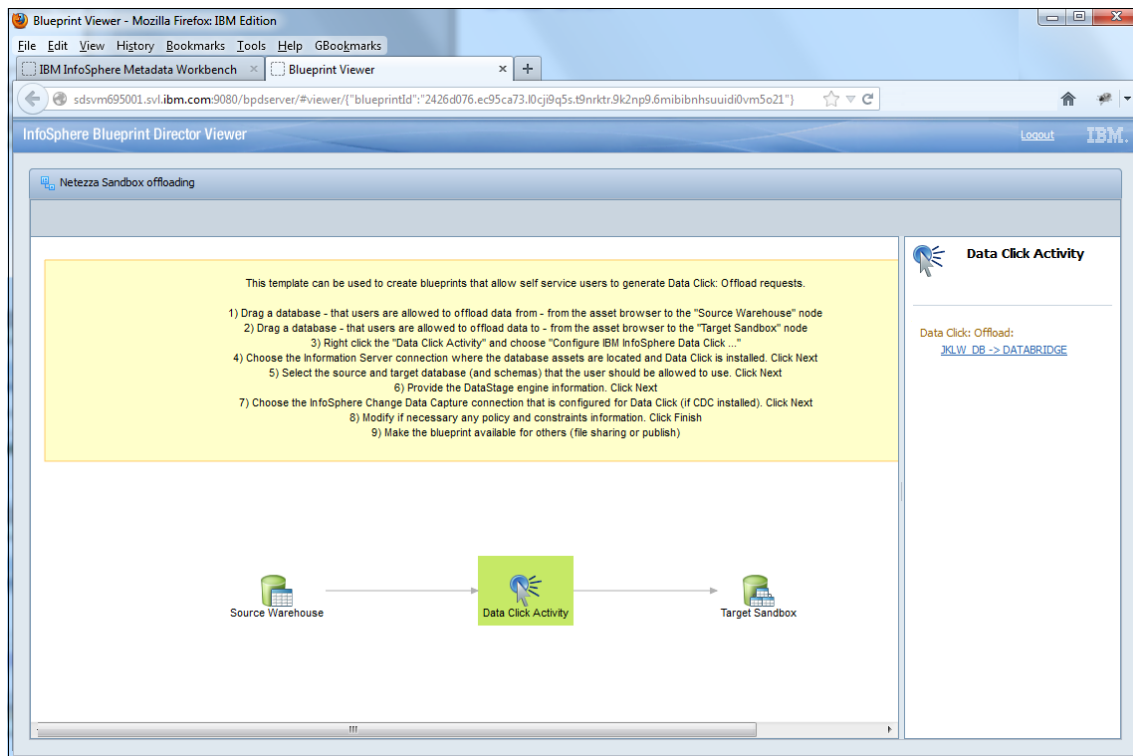 Blueprint Viewer - Mozilla Firefox: IBM Edition
File Edit View History Bookmarks Tools Help GBookmarks
IBM InfoSphere Metadata Workbench × Blueprint Viewer × +
sdsvm695001.svl.ibm.com:9080/bpdserver/#viewer/{"blueprintId":"2426d076.ec95ca73.l0cji9q5s.t9nrktr.9k2np9.6mibibnhsuuidi0vm5o21"}
InfoSphere Blueprint Director Viewer
Logout IBM.
Netezza Sandbox offloading
This template can be used to create blueprints that allow self service users to generate Data Click: Offload requests.
1) Drag a database - that users are allowed to offload data from - from the asset browser to the "Source Warehouse" node
2) Drag a database - that users are allowed to offload data to - from the asset browser to the "Target Sandbox" node
3) Right click the "Data Click Activity" and choose "Configure IBM InfoSphere Data Click ..."
4) Choose the Information Server connection where the database assets are located and Data Click is installed. Click Next
5) Select the source and target database (and schemas) that the user should be allowed to use. Click Next
6) Provide the DataStage engine information. Click Next
7) Choose the InfoSphere Change Data Capture connection that is configured for Data Click (if CDC installed). Click Next
8) Modify if necessary any policy and constraints information. Click Finish
9) Make the blueprint available for others (file sharing or publish)
Source Warehouse
Data Click Activity
Target Sandbox
Data Click Activity
Data Click: Offload:
JKLW_DB -> DATABRIDGE